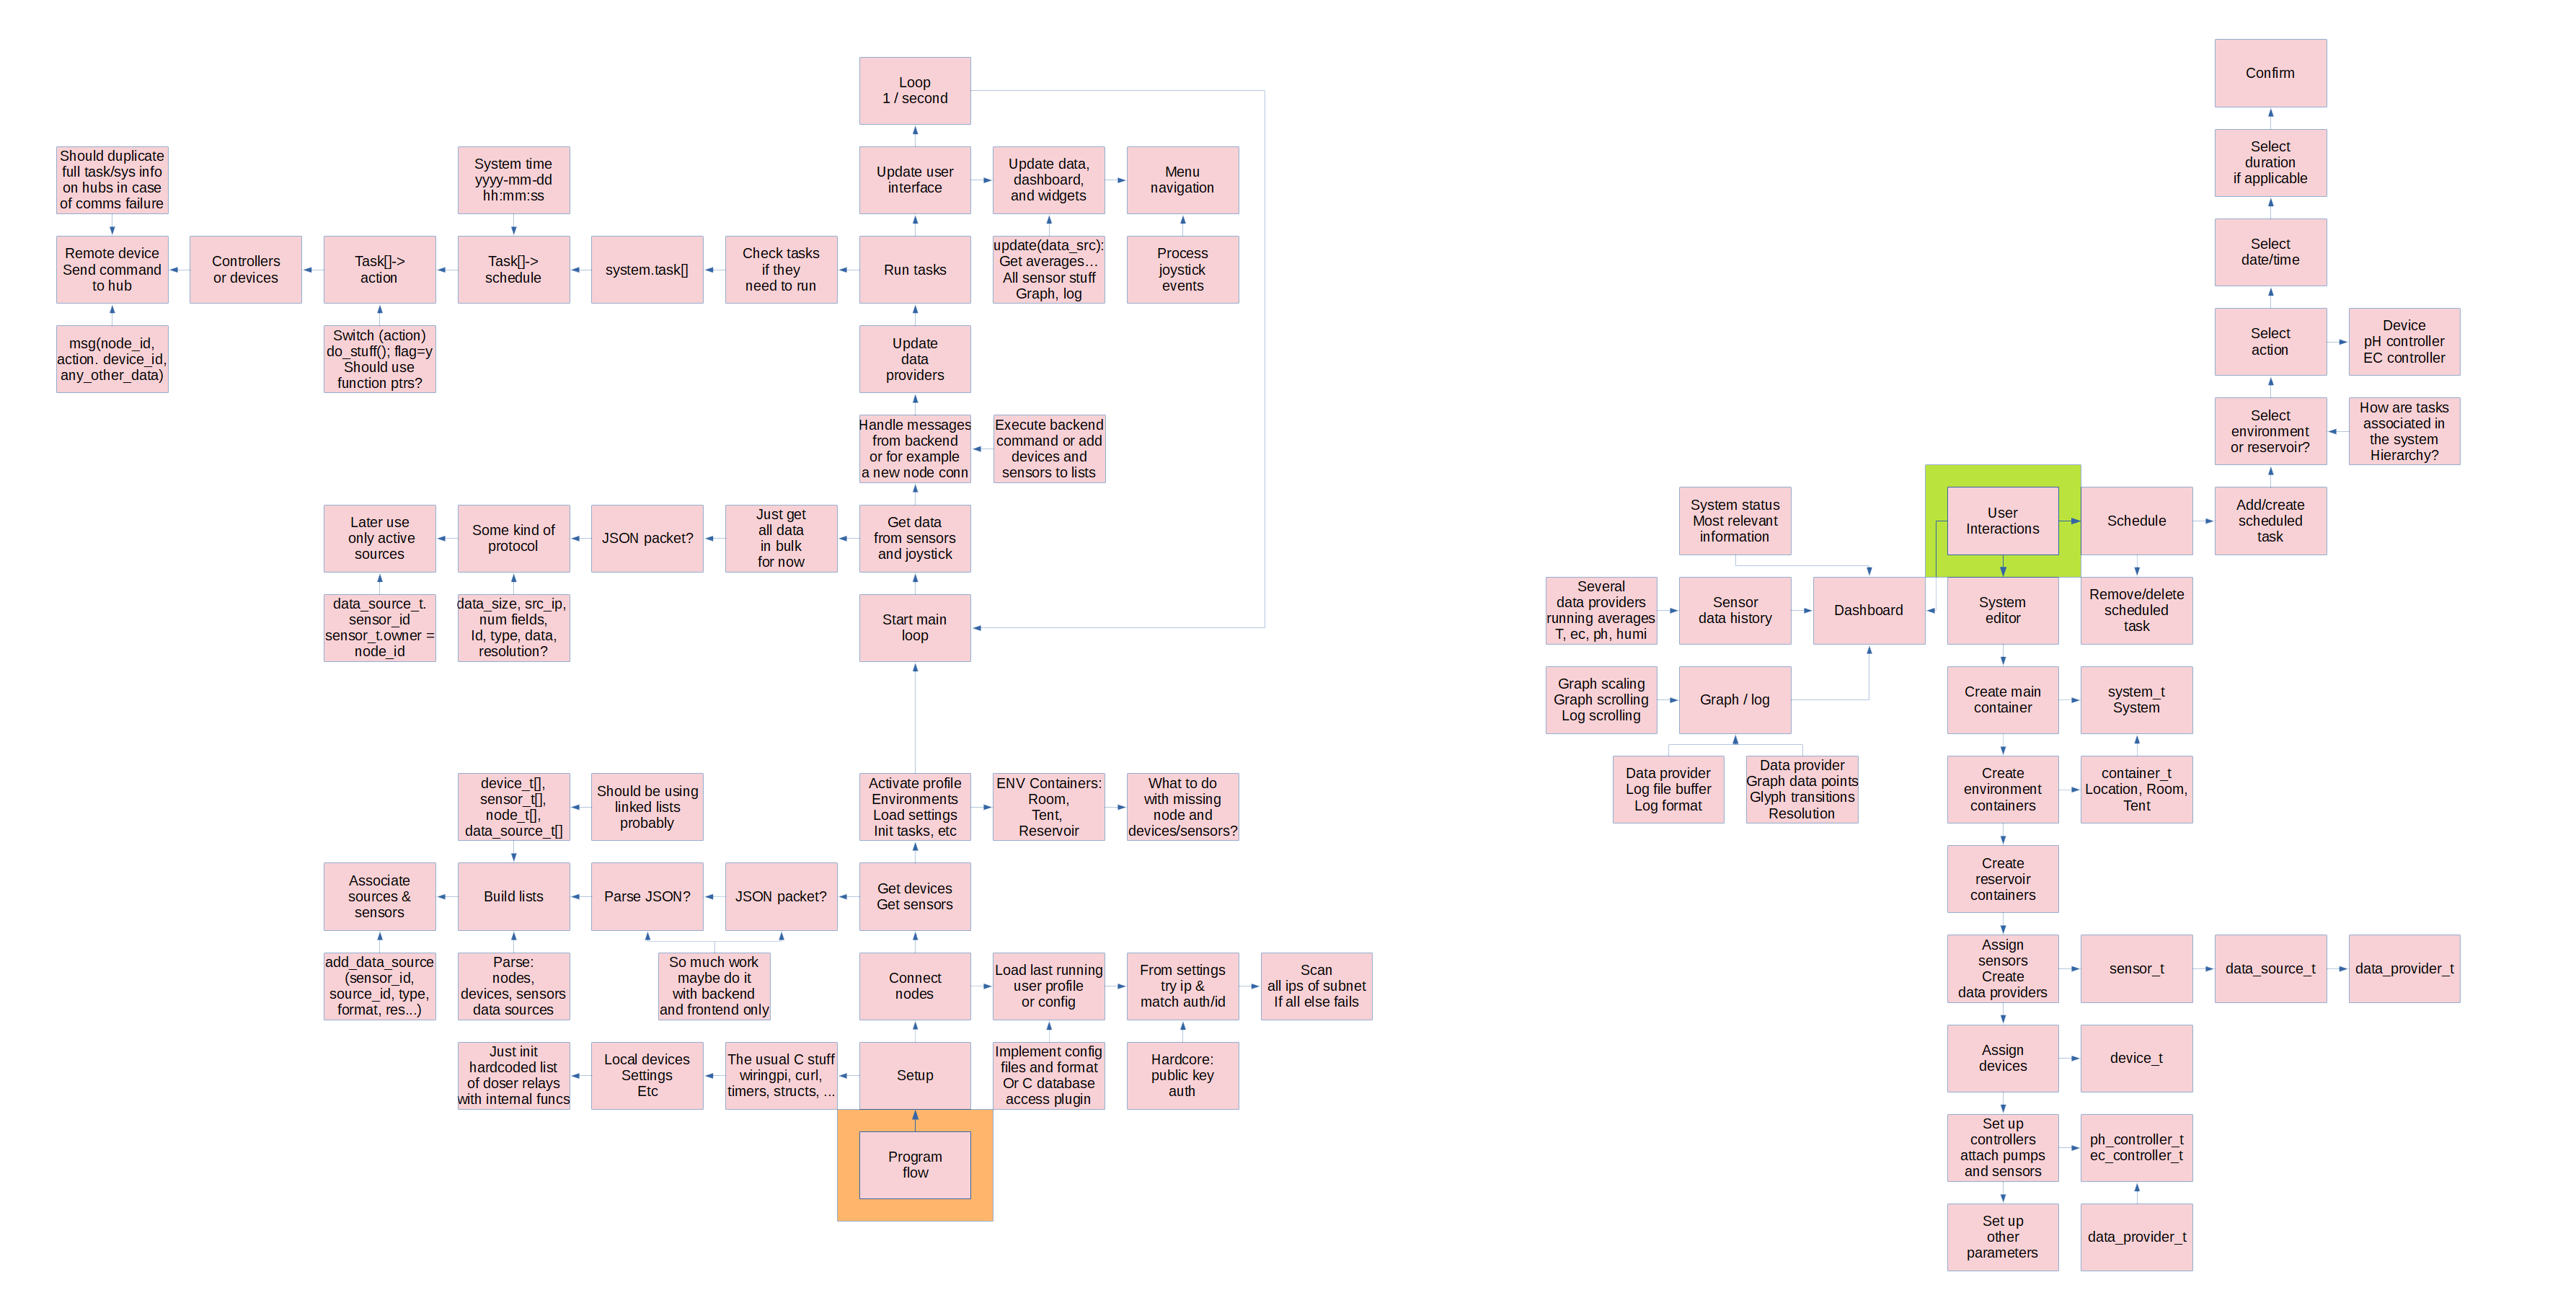 Loop
1 / second
Should duplicate
full task/sys info
on hubs in case
of comms failure
System time
yyyy-mm-dd
hh:mm:ss
Update user
interface
Update data,
dashboard,
and widgets
Menu
navigation
Remote device
Send command
to hub
Controllers
or devices
Task[]->
action
Task[]->
schedule
system.task[]
Check tasks
if they
need to run
Run tasks
update(data_src):
Get averages…
All sensor stuff
Graph, log
Process
joystick
events
msg(node_id,
action. device_id,
any_other_data)
Switch (action)
do_stuff(); flag=y
Should use
function ptrs?
Update
data
providers
Handle messages
from backend
or for example
a new node conn
Execute backend
command or add
devices and
sensors to lists
Later use
only active
sources
Some kind of
protocol
JSON packet?
Just get
all data
in bulk
for now
Get data
from sensors
and joystick
data_source_t.
sensor_id
sensor_t.owner =
node_id
data_size, src_ip,
num fields,
Id, type, data,
resolution?
Start main
loop
device_t[],
sensor_t[],
node_t[],
data_source_t[]
Should be using
linked lists
probably
Activate profile
Environments
Load settings
Init tasks, etc
ENV Containers:
Room,
Tent,
Reservoir
What to do
with missing
node and
devices/sensors?
Associate
sources &
sensors
Build lists
Parse JSON?
JSON packet?
Get devices
Get sensors
add_data_source
(sensor_id,
source_id, type,
format, res...)
Parse:
nodes,
devices, sensors
data sources
So much work
maybe do it
with backend
and frontend only
Connect
nodes
Load last running
user profile
or config
From settings
try ip &
match auth/id
Scan
all ips of subnet
If all else fails
Just init
hardcoded list
of doser relays
with internal funcs
Local devices
Settings
Etc
The usual C stuff
wiringpi, curl,
timers, structs, ...
Setup
Implement config
files and format
Or C database
access plugin
Hardcore:
public key
auth
Program
flow
Confirm
Select
duration
if applicable
Select
date/time
Select
action
Device
pH controller
EC controller
Select
environment
or reservoir?
How are tasks
associated in
the system
Hierarchy?
System status
Most relevant
information
User
Interactions
Schedule
Add/create
scheduled
task
Several
data providers
running averages
T, ec, ph, humi
Sensor
data history
Dashboard
System
editor
Remove/delete
scheduled
task
Graph scaling
Graph scrolling
Log scrolling
Graph / log
Create main
container
system_t
System
Data provider
Log file buffer
Log format
Data provider
Graph data points
Glyph transitions
Resolution
Create
environment
containers
container_t
Location, Room,
Tent
Create
reservoir
containers
Assign
sensors
Create
data providers
sensor_t
data_source_t
data_provider_t
Assign
devices
device_t
Set up
controllers
attach pumps
and sensors
ph_controller_t
ec_controller_t
Set up
other
parameters
data_provider_t